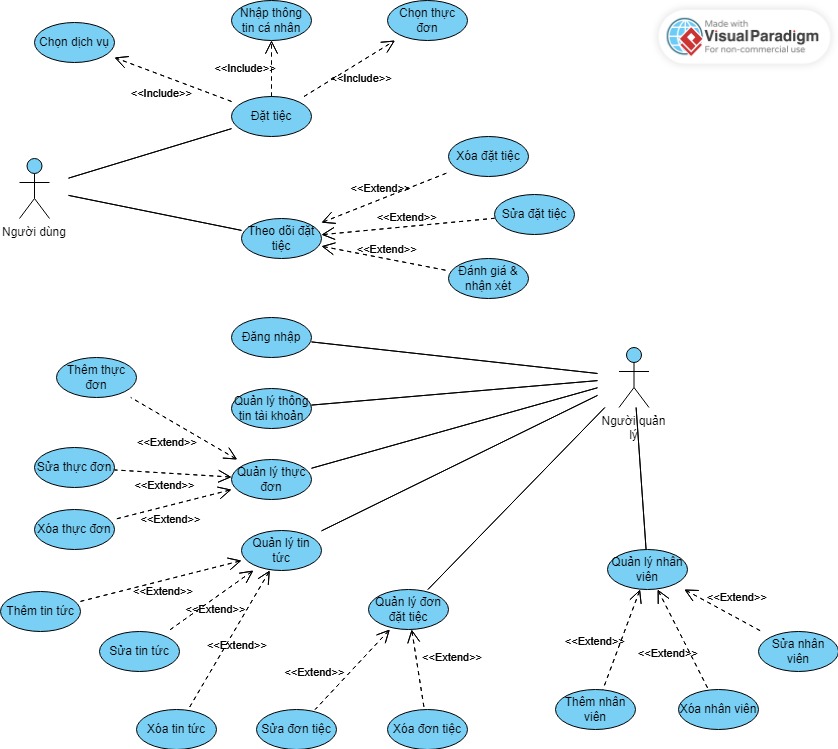 Made with
VisualParadigm
For non-commercial use
Nhập thông
tin cá nhân
Chọn thực
đơn
Chọn dịch vụ
<<Include>>
<<Include>>
<<Include>>
Đặt tiệc
Xóa đặt tiệc
<<Extend>>
Sửa đặt tiệc
<<Extend>>
Người dùng
Theo dõi đặt
tiệc
<<Extend>>
Đánh giá &
nhận xét
Đăng nhập
Thêm thực
đơn
Quản lý thông
tin tài khoản
Người quản
lý
<<Extend>>
Sửa thực đơn
Quản lý thực
đơn
<<Extend>>
Xóa thực đơn
<<Extend>>
Quản lý tin
tức
Quản lý nhân
viên
<<Extend>>
Thêm tin tức
<<Extend>>
Quản lý đơn
đặt tiệc
<<Extend>>
<<Extend>>
Sửa tin tức
<<Extend>>
<<Extend>>
<<Extend>>
<<Extend>>
Sửa nhân
viên
Xóa tin tức
Sửa đơn tiệc
Xóa đơn tiệc
Thêm nhân
viên
Xóa nhân viên